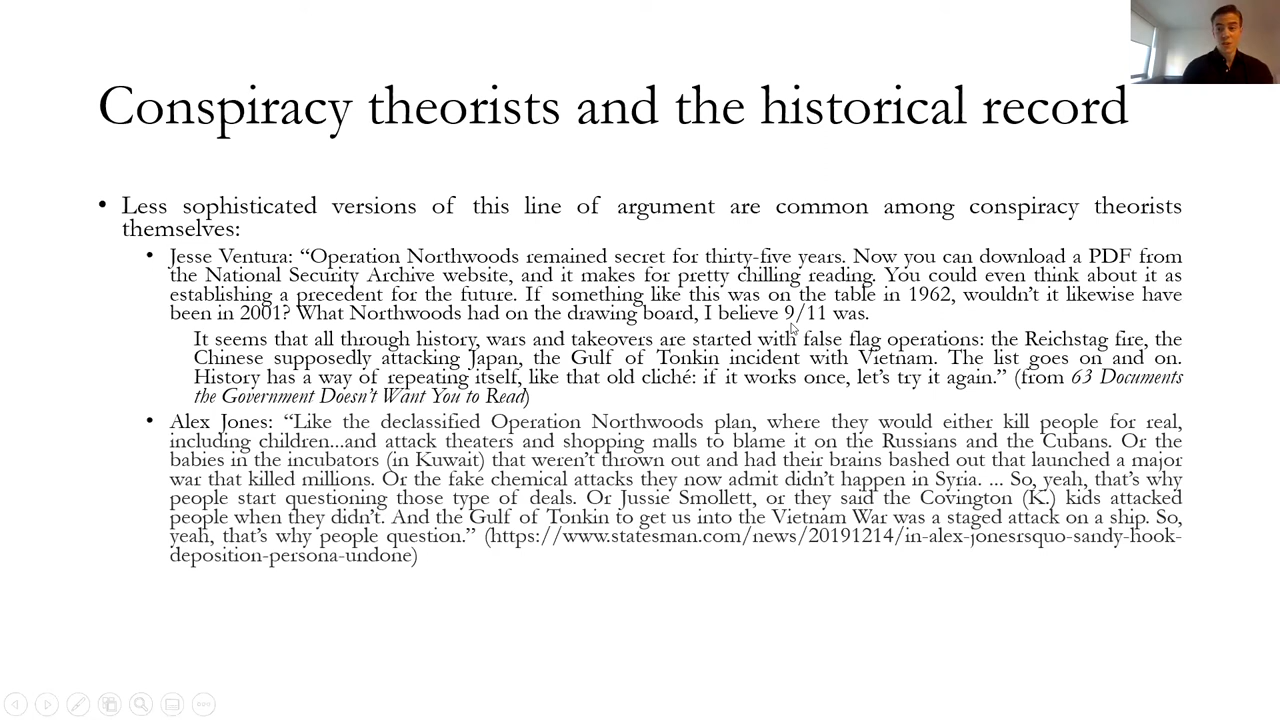 Conspiracy theorists and the historical record
• Less sophisticated versions of this line of argument are common among conspiracy theorists
themselves:
• Jesse Ventura: “Operation Northwoods remained secret for thirty-five years. Now you can download a PDF from
the National Security Archive website, and it makes for pretty chilling reading. You could even think about it as
establishing a precedent for the future. If something like this was on the table in 1962, wouldn’t it likewise have
been in 2001? What Northwoods had on the drawing board, I believe 9/11 was.
It seems that all through history, wars and takeovers are started with false flag operations: the Reichstag fire, the
Chinese supposedly attacking Japan, the Gulf of Tonkin incident with Vietnam. The list goes on and on.
History has a way of repeating itself, like that old cliché: if it works once, let’s try it again.” (from 63 Documents
the Government Doesn’t Want You to Read)
• Alex Jones: “Like the declassified Operation Northwoods plan, where they would either kill people for real,
including children...and attack theaters and shopping malls to blame it on the Russians and the Cubans. Or the
babies in the incubators (in Kuwait) that weren’t thrown out and had their brains bashed out that launched a major
war that killed millions. Or the fake chemical attacks they now admit didn’t happen in Syria. ... So, yeah, that’s why
people start questioning those type of deals. Or Jussie Smollett, or they said the Covington (K.) kids attacked
people when they didn’t. And the Gulf of Tonkin to get us into the Vietnam War was a staged attack on a ship. So,
yeah, that’s why people question.” (https://www.statesman.com/news/20191214/in-alex-jonesrsquo-sandy-hook-
deposition-persona-undone)